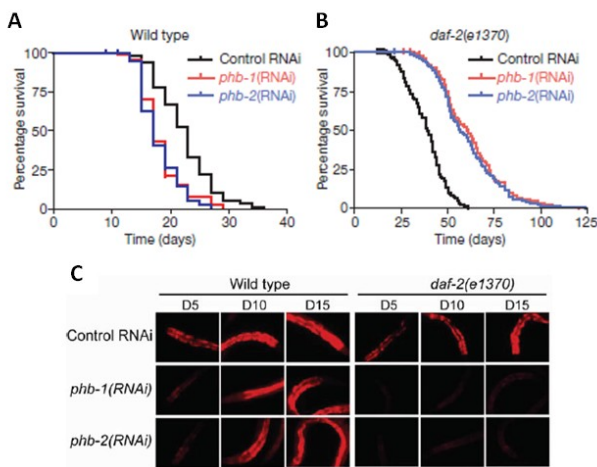 A
Wild type
Percentage survival
100
75
50
25
0
0 10 20 30 40
Time (days)
Control RNAi
phb-1(RNAi)
phb-2(RNAi)
B
daf-2(e1370)
Percentage survival
100
75
50
25
0
0 25 50 75 100 125
Time (days)
Control RNAi
phb-1(RNAi)
phb-2(RNAi)
C
Wild type daf-2(e1370)
D5 D10 D15 D5 D10 D15
Control RNAi
phb-1(RNAi)
phb-2(RNAi)